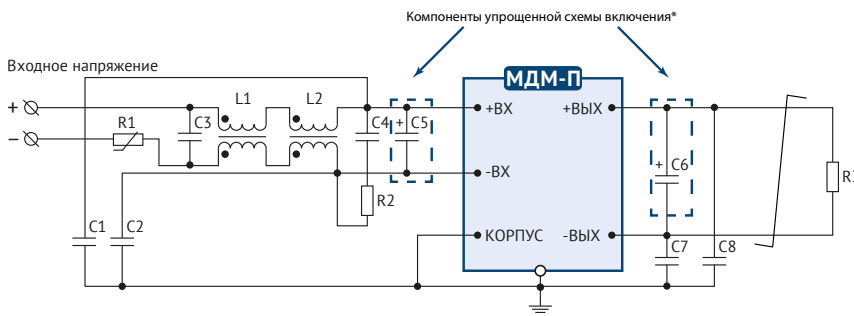 Компоненты упрощенной схемы включения*
Входное напряжение
МДМ-П
L1 L2
+ +ВХ +ВЫХ
R1 C3 C4 + C5
–
+ C6
-ВХ
R2
C1 C2 КОРПУС -ВЫХ C7 C8